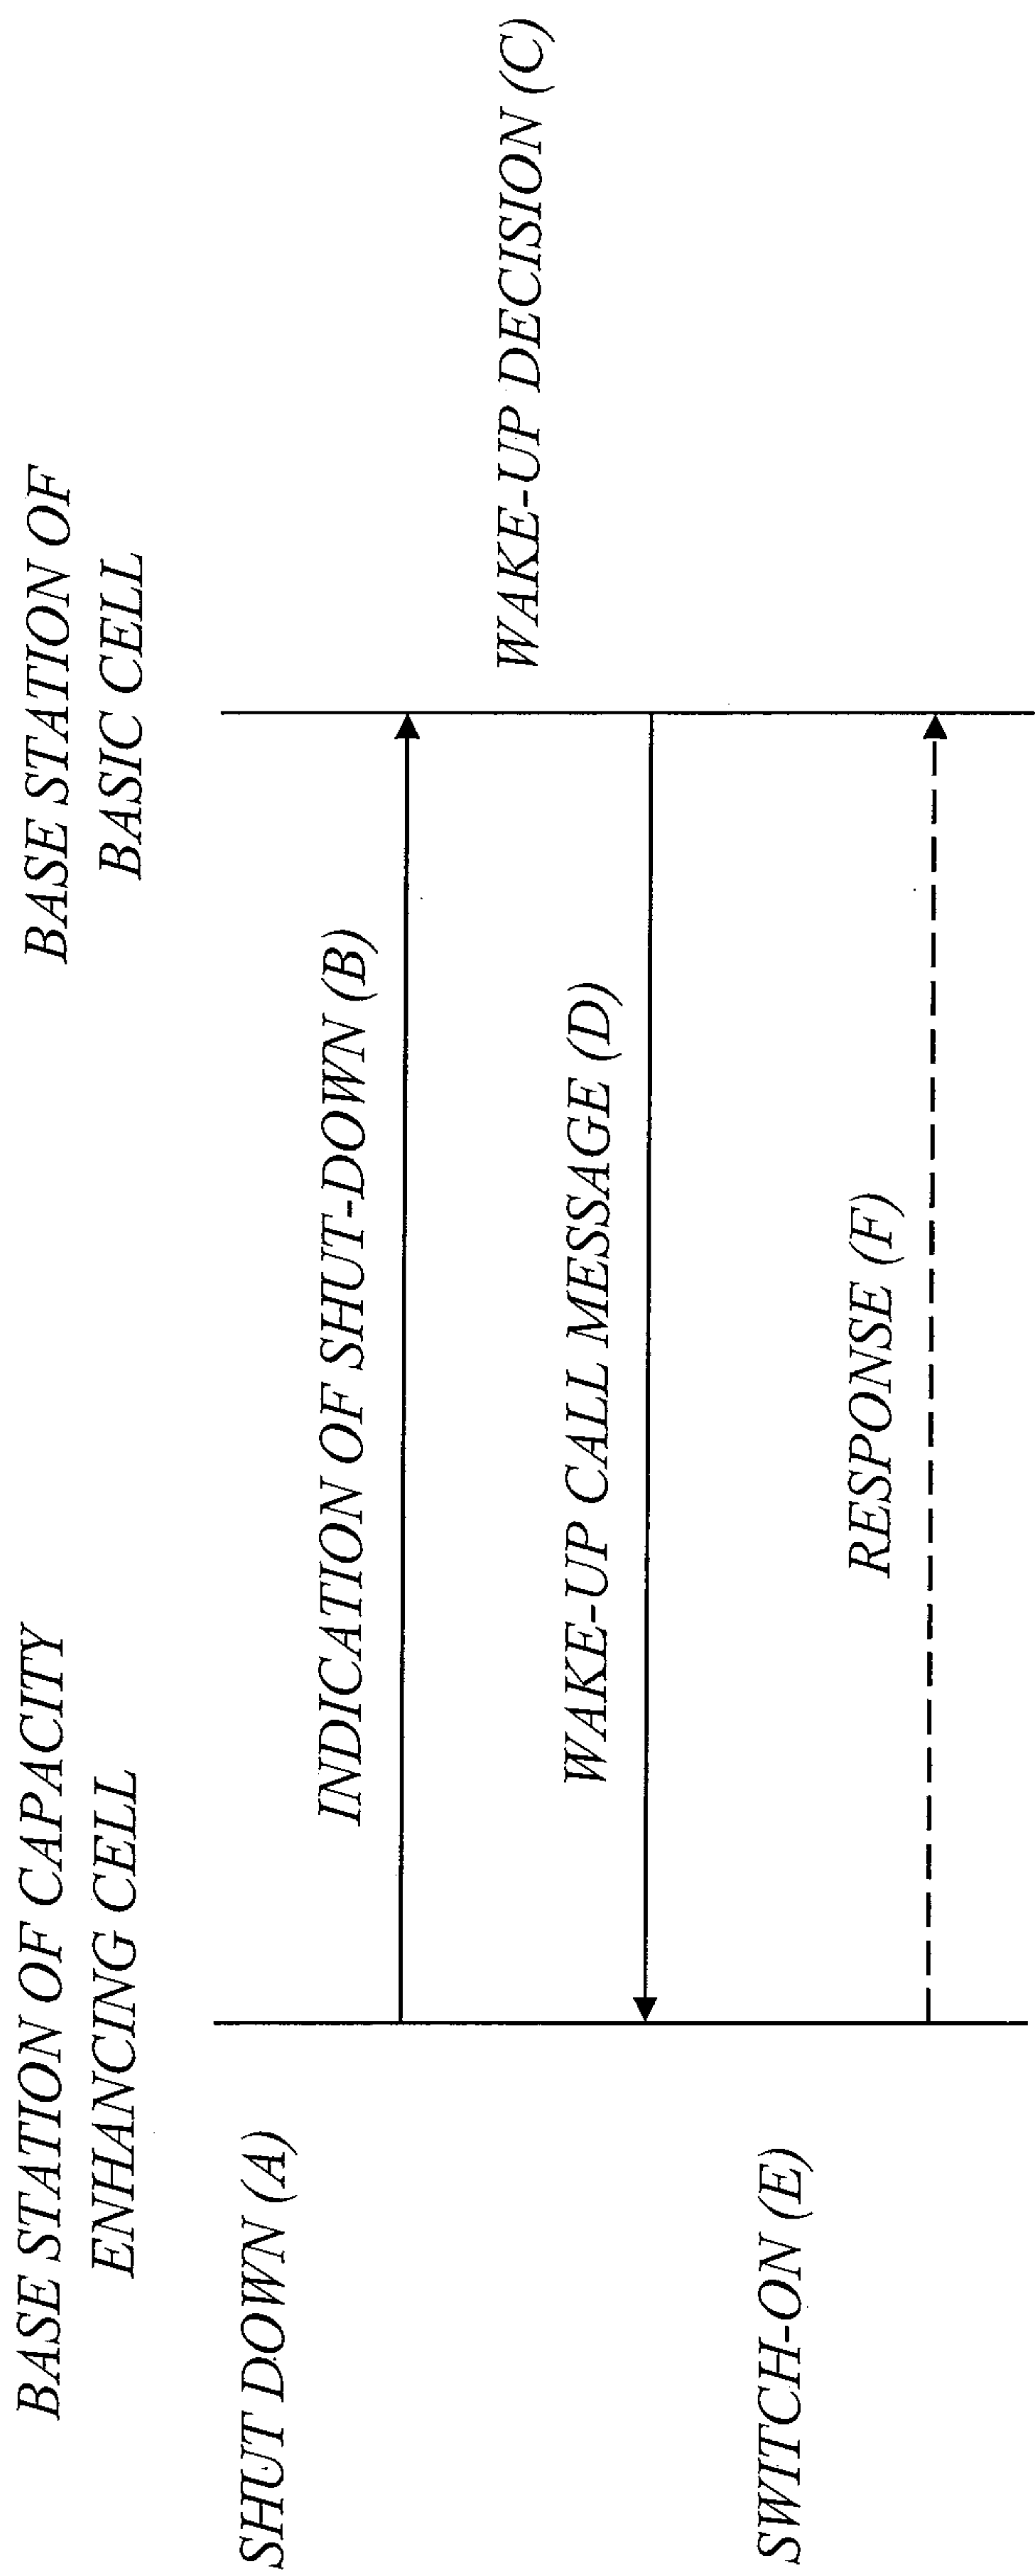 BASE STATION OF CAPACITY
ENHANCING CELL
BASE STATION OF
BASIC CELL
SHUT DOWN (A)
INDICATION OF SHUT-DOWN (B)
WAKE-UP DECISION (C)
WAKE-UP CALL MESSAGE (D)
SWITCH-ON (E)
RESPONSE (F)